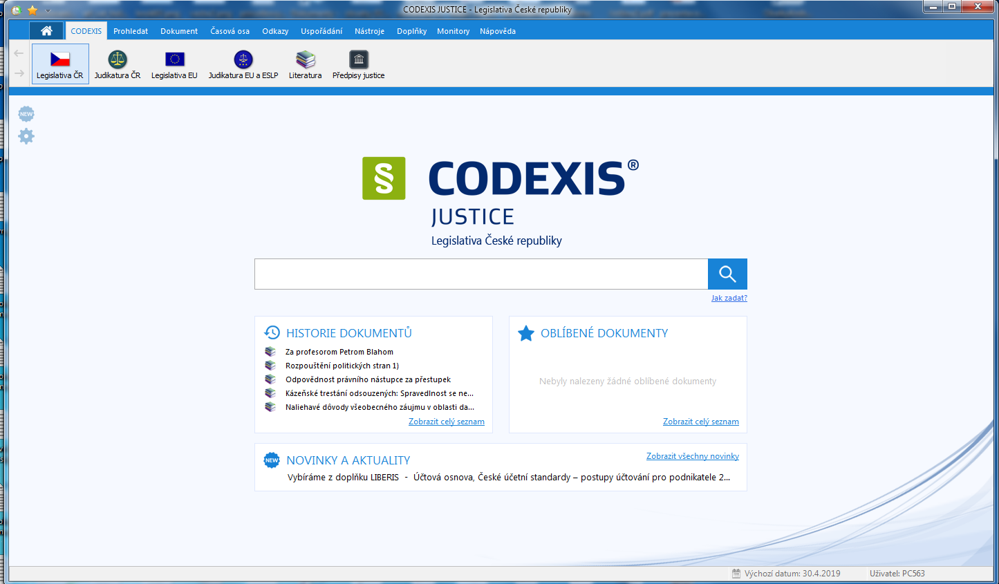 CODEXIS JUSTICE - Legislativa České republiky
CODEXIS Prohledat Dokument Časová osa Odkazy Uspořádání Nástroje Doplňky Monitory Nápověda
Legislativa ČR Judikatura ČR Legislativa EU Judikatura EU a ESLP Literatura Předpisy justice
NEW
§ CODEXIS®
JUSTICE
Legislativa České republiky
Jak zadat?
HISTORIE DOKUMENTŮ
Za profesorom Petrom Blahom
Rozpouštění politických stran 1)
Odpovědnost právního nástupce za přestupek
Kázeňské trestání odsouzených: Spravedlnost se ne...
Naliehavé dôvody všeobecného záujmu v oblasti da...
Zobrazit celý seznam
OBLÍBENÉ DOKUMENTY
Nebyly nalezeny žádné oblíbené dokumenty
Zobrazit celý seznam
NEW NOVINKY A AKTUALITY
Zobrazit všechny novinky
Vybíráme z doplňku LIBERIS - Účtová osnova, České účetní standardy – postupy účtování pro podnikatele 2...
Výchozí datum: 30.4.2019 Uživatel: PC563